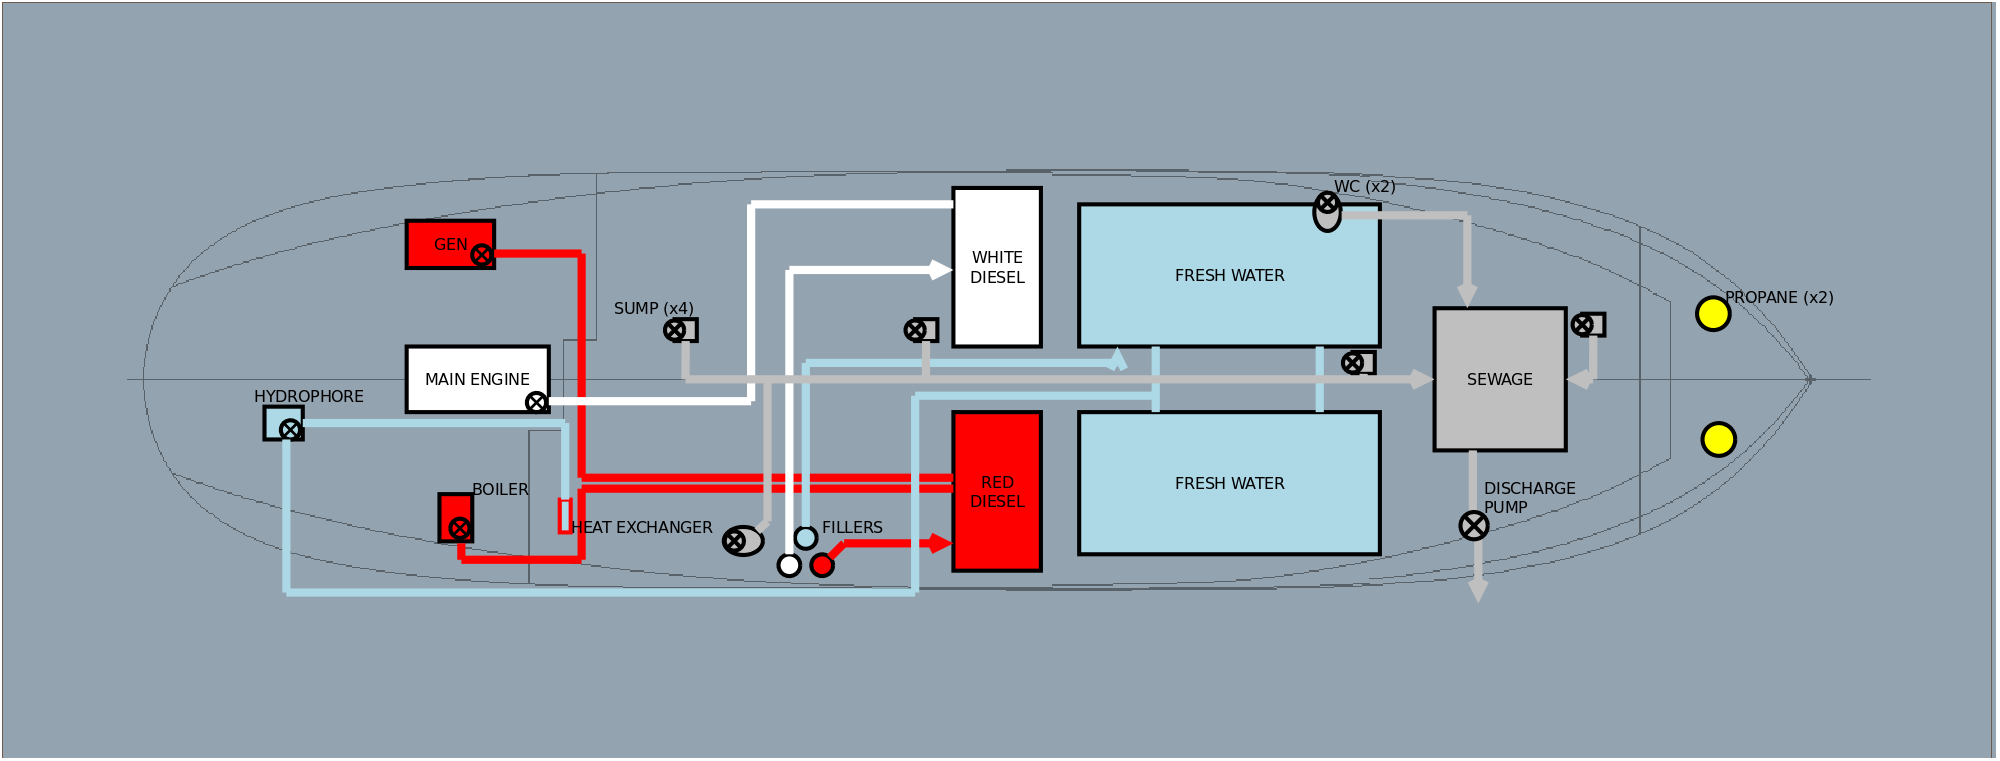 WC (x2)
GEN
WHITE
DIESEL
FRESH WATER
PROPANE (x2)
SUMP (x4)
MAIN ENGINE
SEWAGE
HYDROPHORE
BOILER
RED
DIESEL
FRESH WATER
DISCHARGE
PUMP
HEAT EXCHANGER
FILLERS